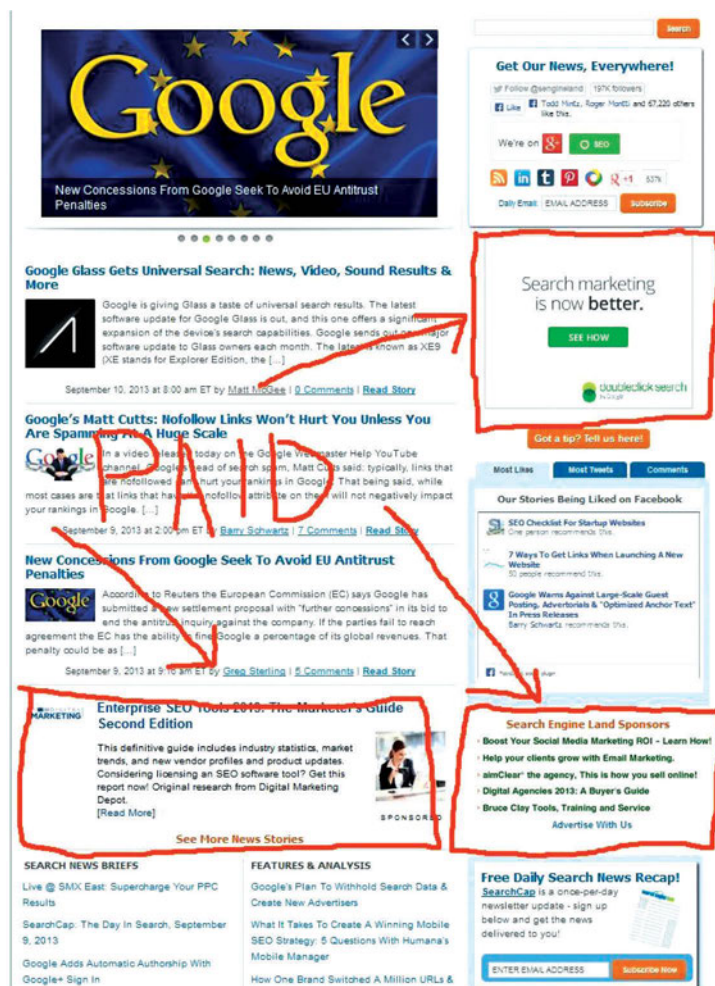 Google
New Concessions From Google Seek To Avoid EU Antitrust
Penalties
Google Glass Gets Universal Search: News, Video, Sound Results &
More
Google is giving Glass a taste of universal search results. The latest
software update for Google Glass is out, and this one offers a significant
expansion of the device's search capabilities. Google sends out major
software update to Glass owners each month. The latest known as XE9
(XE stands for Explorer Edition, the [...]
September 10, 2013 at 8:00 am ET by Matt McGee | 0 Comments | Read Story
Google's Matt Cutts: Nofollow Links Won't Hurt You Unless You
Are Spamming At A Huge Scale
In a video released today on the Google Webmaster Help YouTube
channel, Google's head of search spam, Matt Cutts said: typically, links that
are nofollowed can't hurt your rankings in Google. That being said, while
most cases are that links that have the nofollow attribute on them will not negatively impact
your rankings in Google. [...]
September 9, 2013 at 2:00 pm ET by Barry Schwartz | 7 Comments | Read Story
PAID
New Concessions From Google Seek To Avoid EU Antitrust
Penalties
Google
According to Reuters the European Commission (EC) says Google has
submitted a new settlement proposal with "further concessions" in its bid to
end the antitrust inquiry against the company. If the parties fail to reach
agreement the EC has the ability to fine Google a percentage of its global revenues. That
penalty could be as [...]
September 9, 2013 at 9:16 am ET by Greg Sterling | 5 Comments | Read Story
MARKETING
Enterprise SEO Tools 2013: The Marketer's Guide
Second Edition
This definitive guide includes industry statistics, market
trends, and new vendor profiles and product updates.
Considering licensing an SEO software tool? Get this
report now! Original research from Digital Marketing
Depot.
[Read More]
SPONSORED
See More News Stories
SEARCH NEWS BRIEFS
Live @ SMX East: Supercharge Your PPC
Results
SearchCap: The Day In Search, September
9, 2013
Google Adds Automatic Authorship With
Google+ Sign In
FEATURES & ANALYSIS
Google's Plan To Withhold Search Data &
Create New Advertisers
What It Takes To Create A Winning Mobile
SEO Strategy: 5 Questions With Humana's
Mobile Manager
How One Brand Switched A Million URLs &
Search
Get Our News, Everywhere!
Follow @sengineland 197K followers
Like Todd Mintz, Roger Montti and 67,220 others
like this.
We're on g+ SEO
in t P +1 537k
Daily Email: EMAIL ADDRESS Subscribe
Search marketing
is now better.
SEE HOW
doubleclick search
by Google
Got a tip? Tell us here!
Most Likes Most Tweets Comments
Our Stories Being Liked on Facebook
SEO Checklist For Startup Websites
One person recommends this.
7 Ways To Get Links When Launching A New
Website
50 people recommend this.
Google Warns Against Large-Scale Guest
Posting, Advertorials & "Optimized Anchor Text"
In Press Releases
Barry Schwartz recommends this.
Search Engine Land Sponsors
Boost Your Social Media Marketing ROI – Learn How!
Help your clients grow with Email Marketing.
aimClear® the agency, This is how you sell online!
Digital Agencies 2013: A Buyer's Guide
Bruce Clay Tools, Training and Service
Advertise With Us
Free Daily Search News Recap!
SearchCap is a once-per-day
newsletter update - sign up
below and get the news
delivered to you!
ENTER EMAIL ADDRESS Subscribe Now